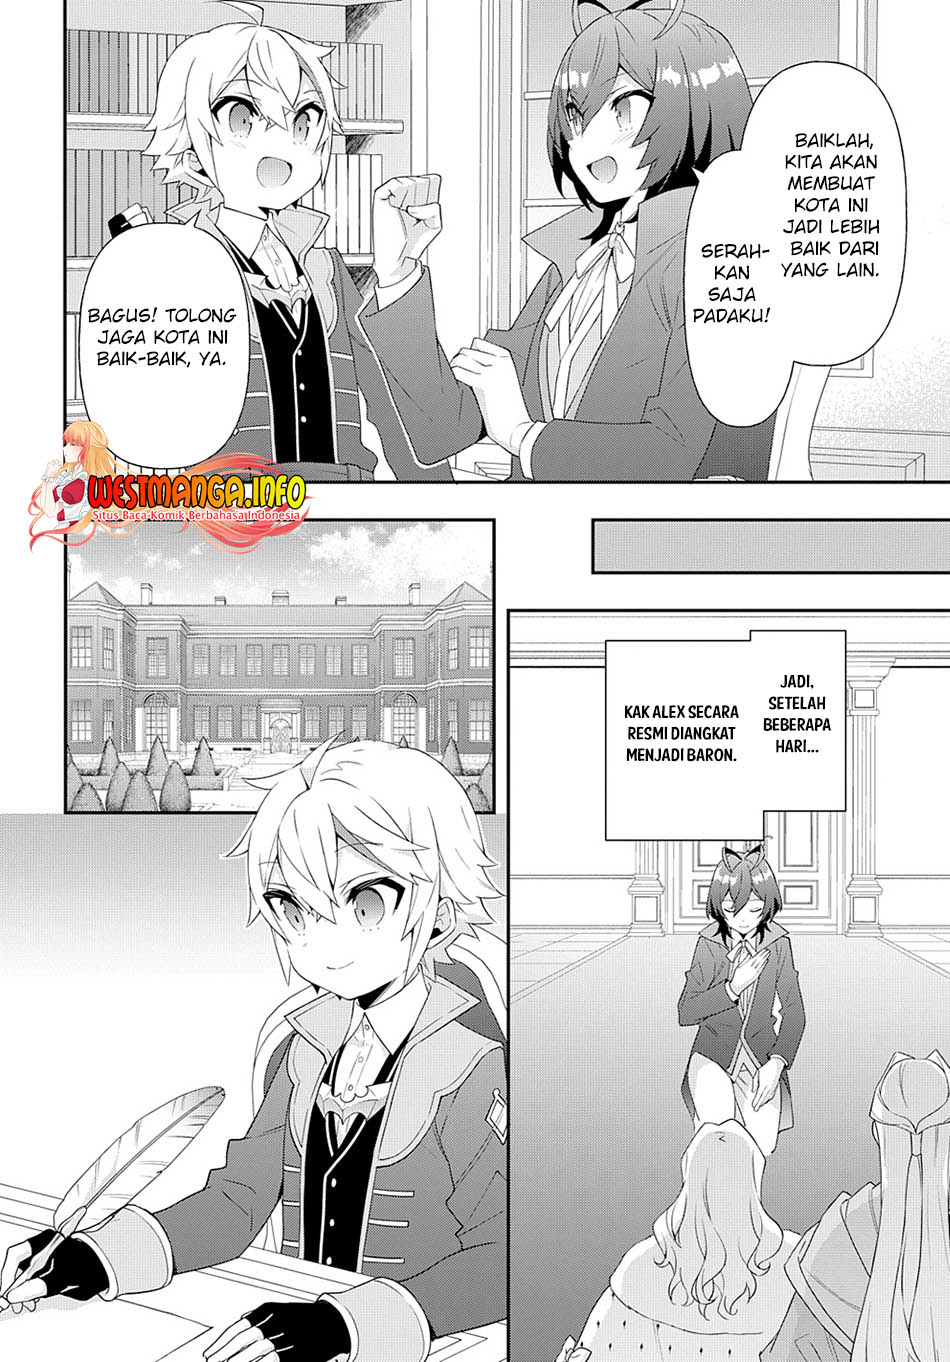 BAIKLAH,
KITA AKAN
MEMBUAT
KOTA INI
JADI LEBIH
BAIK DARI
YANG LAIN.
SERAH-
KAN
SAJA
PADAKU!
BAGUS! TOLONG
JAGA KOTA INI
BAIK-BAIK, YA.
WESTMANGA.INFO
Situs Baca Komik Berbahasa Indonesia
JADI,
SETELAH
BEBERAPA
HARI...
KAK ALEX SECARA
RESMI DIANGKAT
MENJADI BARON.